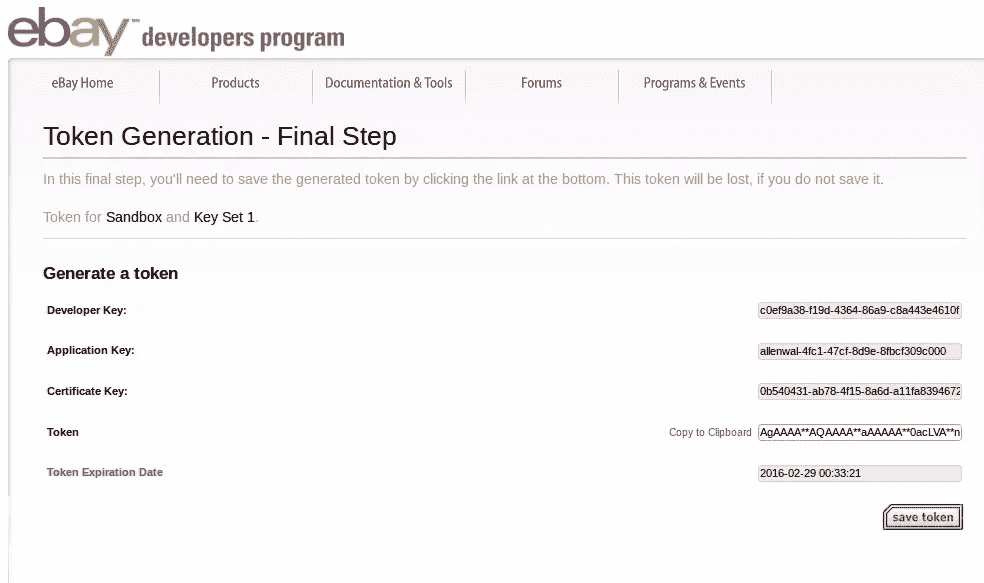 ebay™ developers program
eBay Home Products Documentation & Tools Forums Programs & Events
Token Generation - Final Step
In this final step, you'll need to save the generated token by clicking the link at the bottom. This token will be lost, if you do not save it.
Token for Sandbox and Key Set 1.
Generate a token
Developer Key: c0ef9a38-f19d-4364-86a9-c8a443e4610f
Application Key: allenwal-4fc1-47cf-8d9e-8fbcf309c000
Certificate Key: 0b540431-ab78-4f15-8a6d-a11fa8394672
Token Copy to Clipboard AgAAAA**AQAAAA**aAAAAA**0acLVA**n
Token Expiration Date 2016-02-29 00:33:21
save token